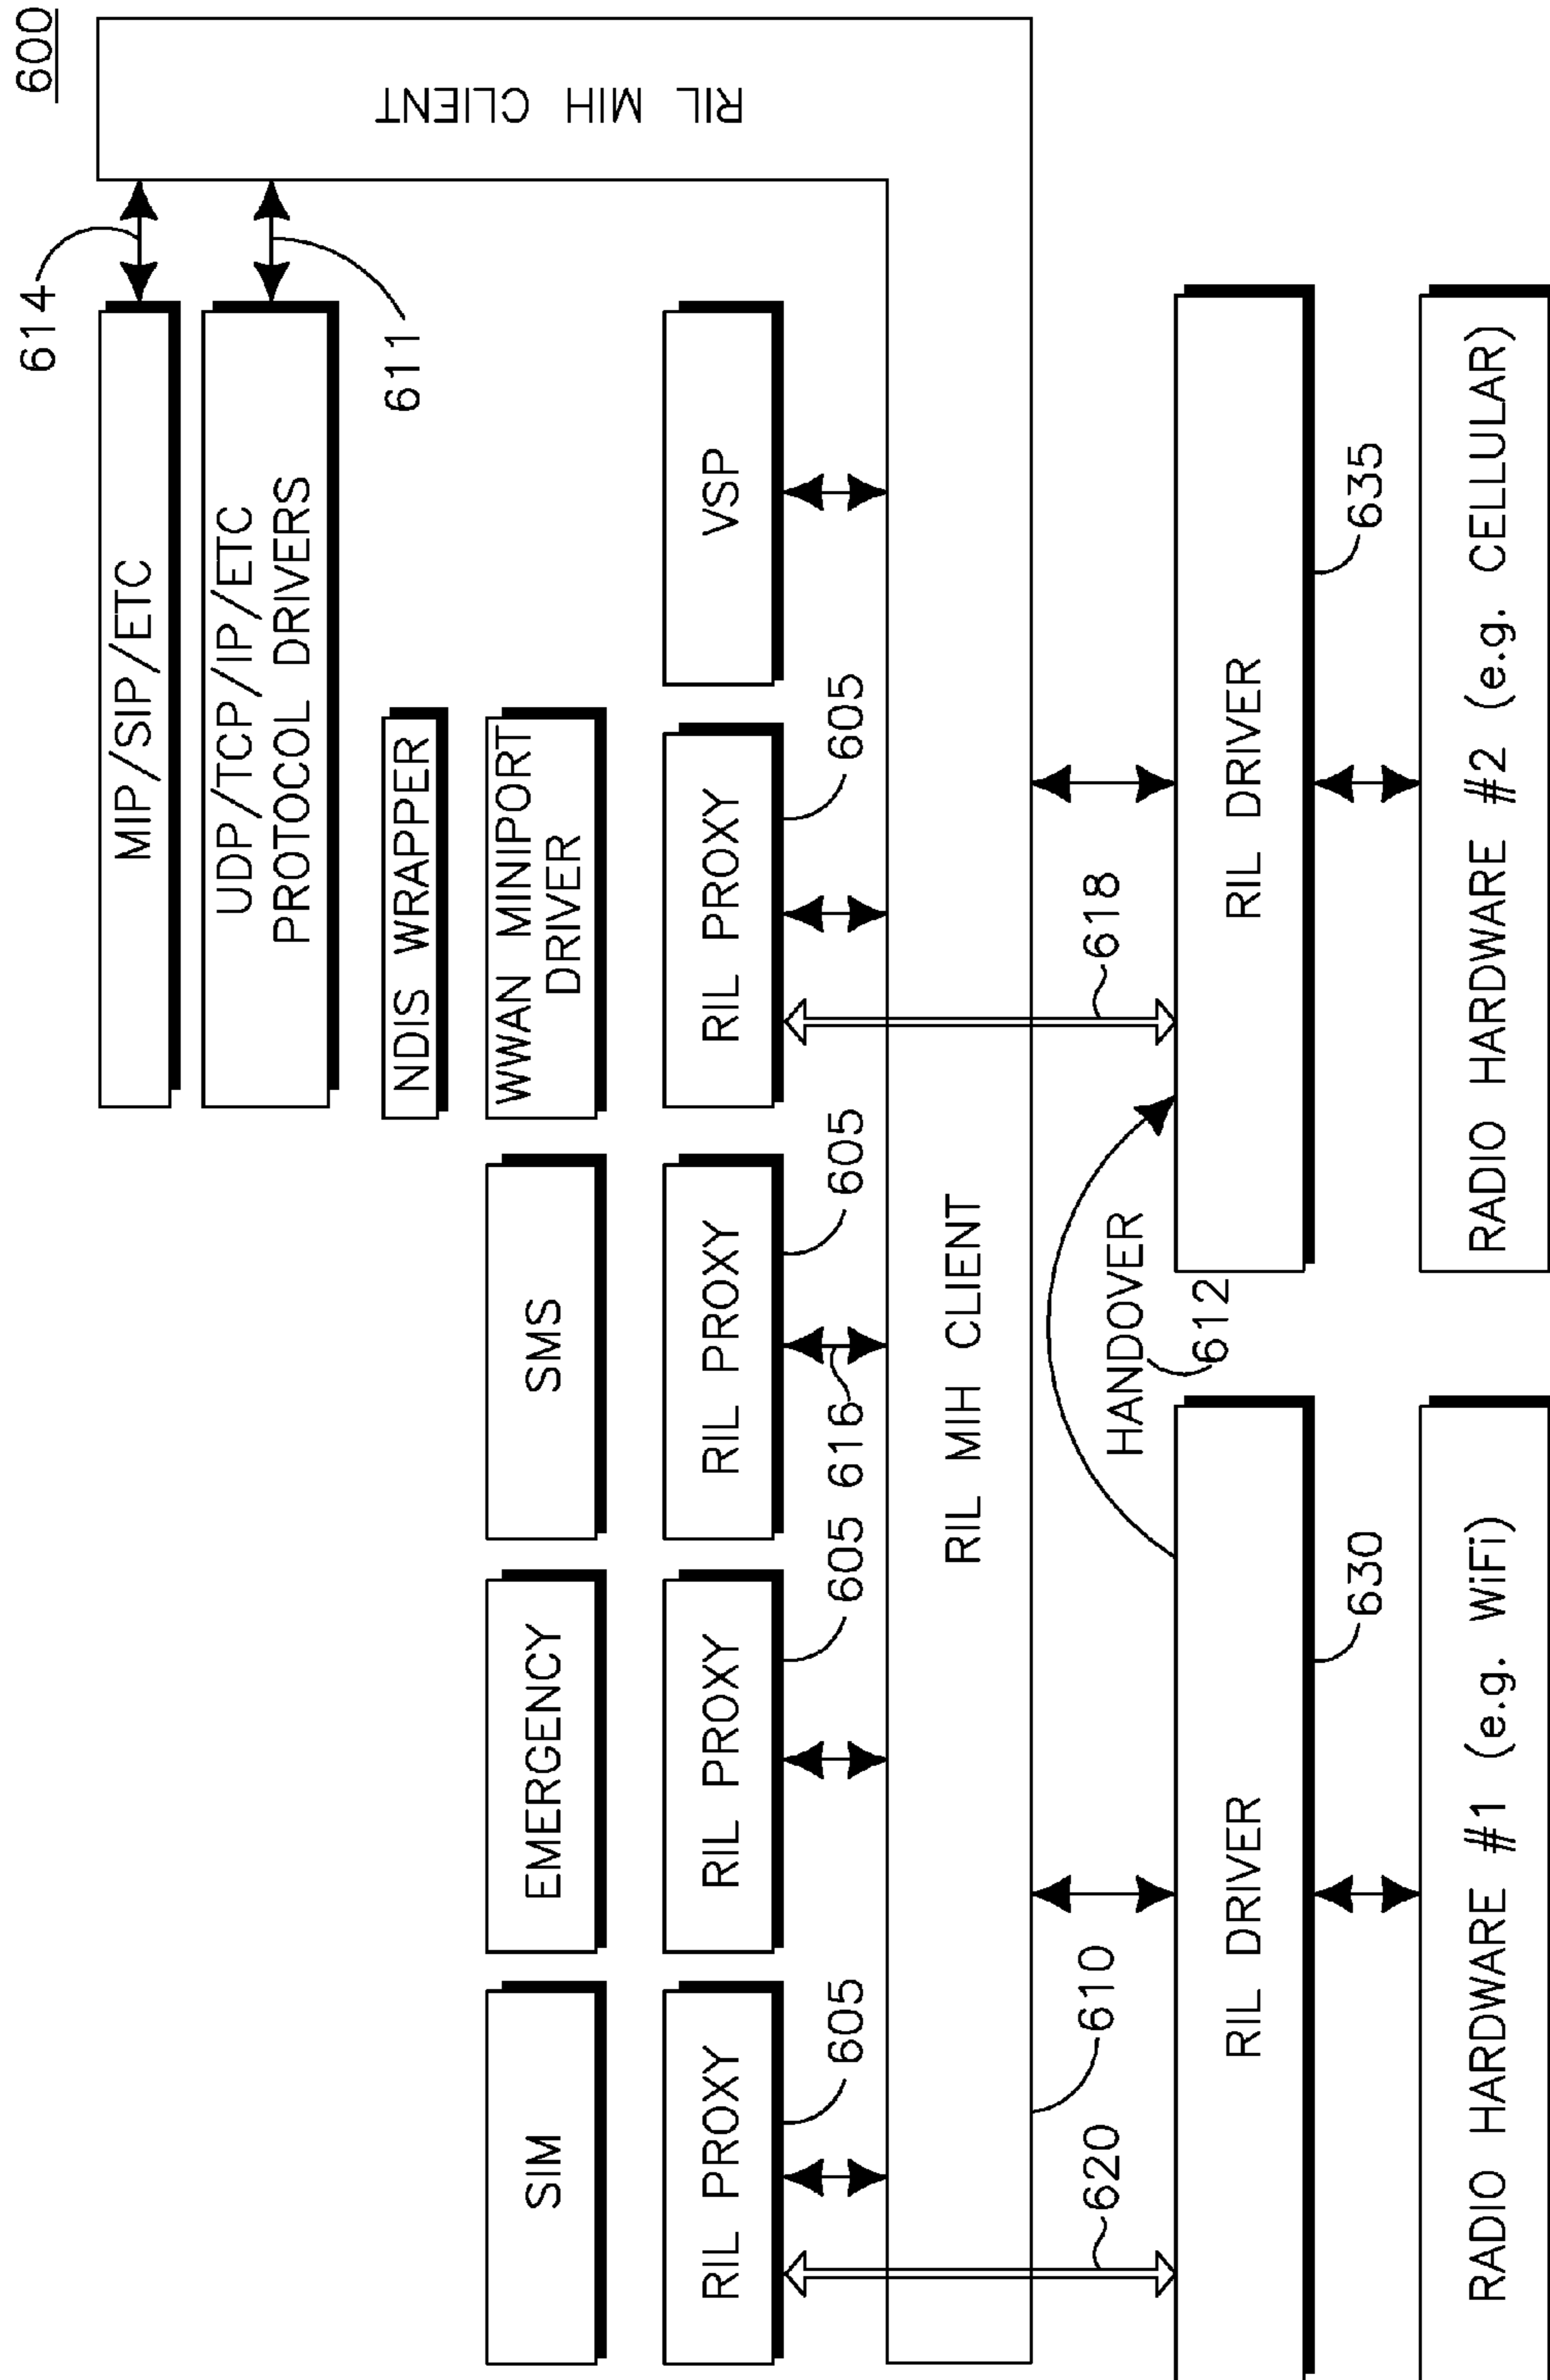 600
614
MIP/SIP/ETC
UDP/TCP/IP/ETC
PROTOCOL DRIVERS
611
RIL MIH CLIENT
NDIS WRAPPER
SIM
EMERGENCY
SMS
WWAN MINIPORT
DRIVER
RIL PROXY
RIL PROXY
RIL PROXY
RIL PROXY
VSP
605
605
616
605
605
RIL MIH CLIENT
620
610
HANDOVER
612
618
RIL DRIVER
RIL DRIVER
630
635
RADIO HARDWARE #1 (e.g. WiFi)
RADIO HARDWARE #2 (e.g. CELLULAR)